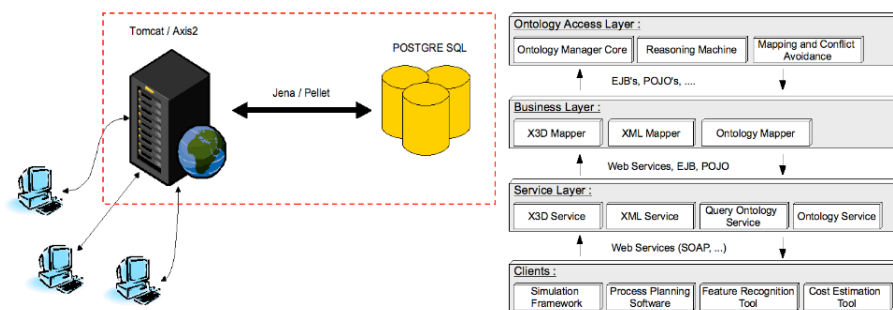 Tomcat / Axis2
POSTGRE SQL
Jena / Pellet
Ontology Access Layer :
Ontology Manager Core
Reasoning Machine
Mapping and Conflict
Avoidance
EJB's, POJO's, ....
Business Layer :
X3D Mapper
XML Mapper
Ontology Mapper
Web Services, EJB, POJO
Service Layer :
X3D Service
XML Service
Query Ontology
Service
Ontology Service
Web Services (SOAP, ...)
Clients :
Simulation
Framework
Process Planning
Software
Feature Recognition
Tool
Cost Estimation
Tool